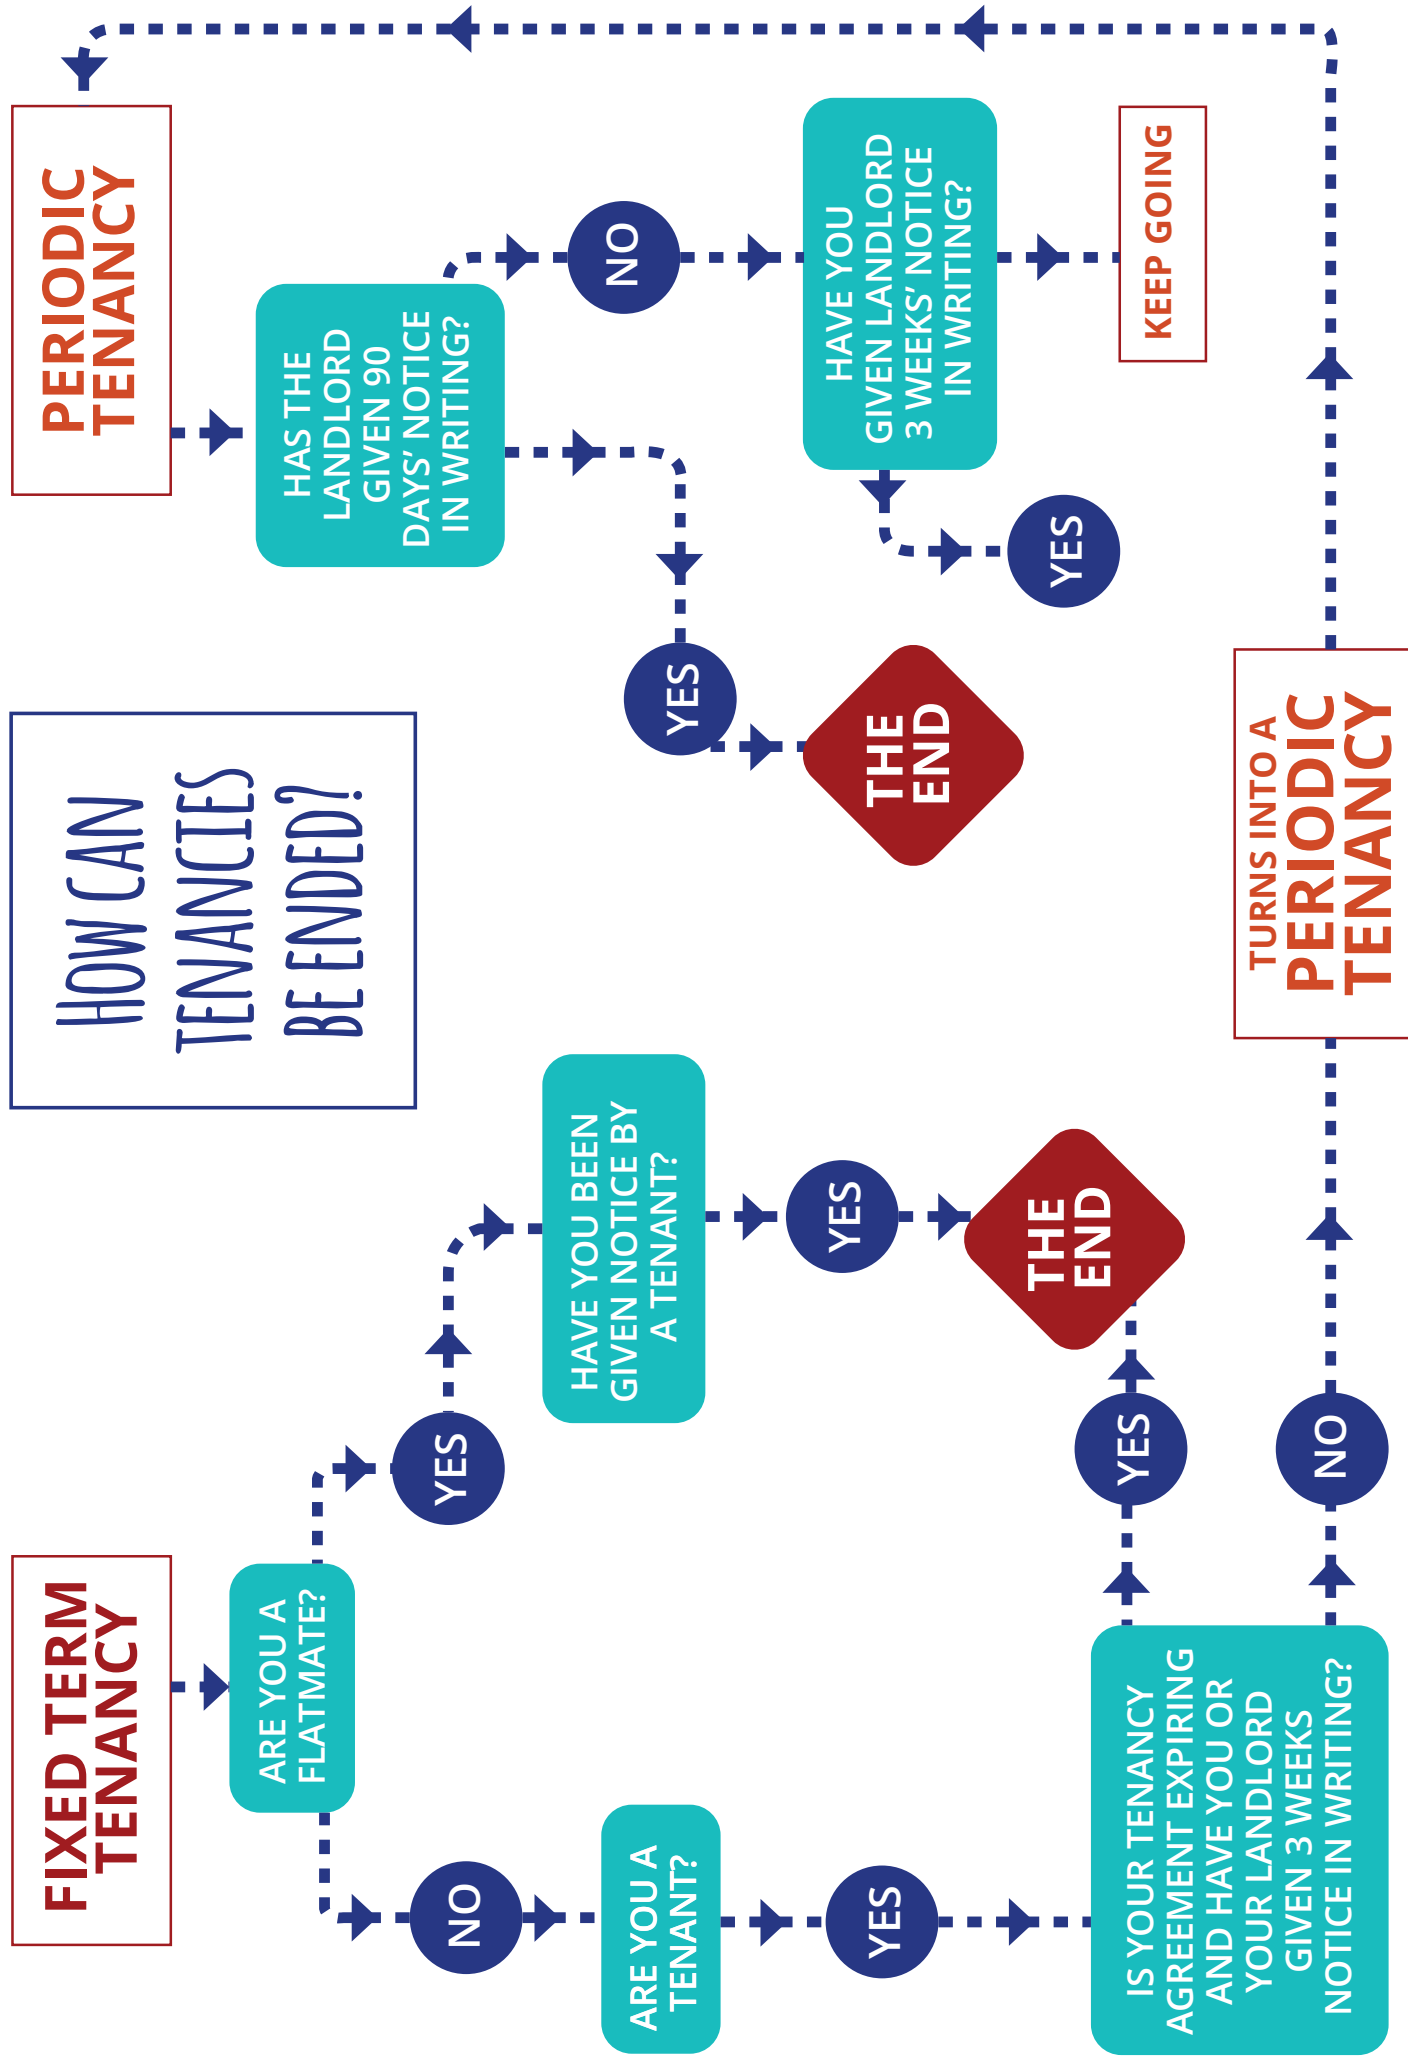 HOW CAN
TENANCIES
BE ENDED?
FIXED TERM
TENANCY
ARE YOU A
FLATMATE?
NO
ARE YOU A
TENANT?
YES
IS YOUR TENANCY
AGREEMENT EXPIRING
AND HAVE YOU OR
YOUR LANDLORD
GIVEN 3 WEEKS
NOTICE IN WRITING?
YES
NO
YES
HAVE YOU BEEN
GIVEN NOTICE BY
A TENANT?
YES
THE
END
TURNS INTO A
PERIODIC
TENANCY
PERIODIC
TENANCY
HAS THE
LANDLORD
GIVEN 90
DAYS’ NOTICE
IN WRITING?
YES
THE
END
NO
HAVE YOU
GIVEN LANDLORD
3 WEEKS’ NOTICE
IN WRITING?
YES
KEEP GOING